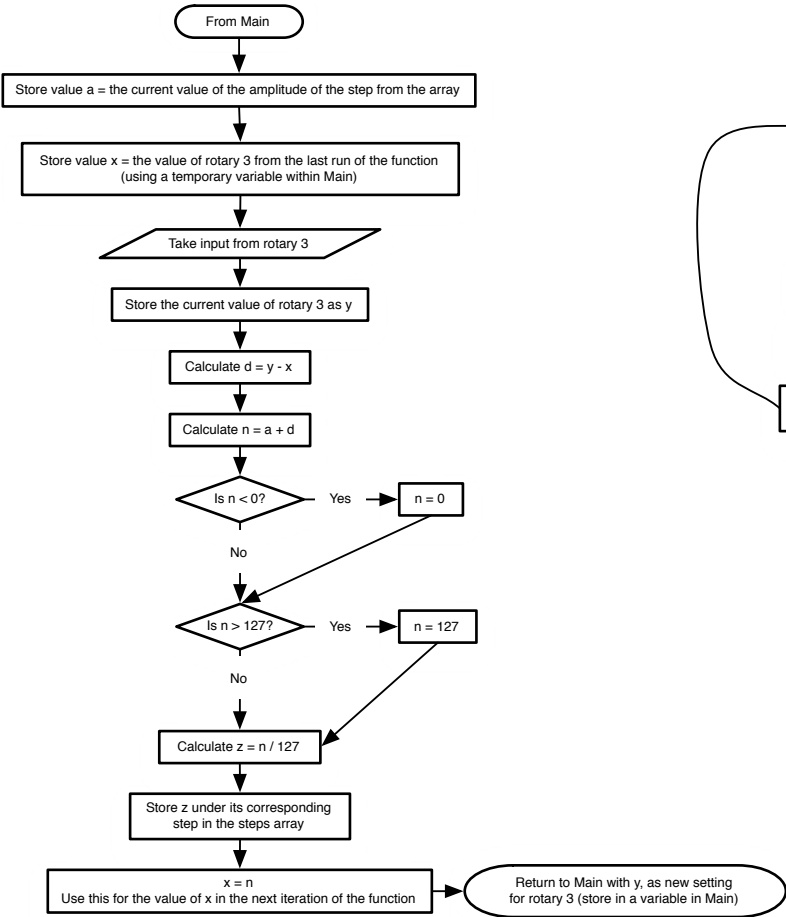 From Main
Store value a = the current value of the amplitude of the step from the array
Store value x = the value of rotary 3 from the last run of the function
(using a temporary variable within Main)
Take input from rotary 3
Store the current value of rotary 3 as y
Calculate d = y - x
Calculate n = a + d
Is n < 0?
Yes
n = 0
No
Is n > 127?
Yes
n = 127
No
Calculate z = n / 127
Store z under its corresponding
step in the steps array
x = n
Use this for the value of x in the next iteration of the function
Return to Main with y, as new setting
for rotary 3 (store in a variable in Main)